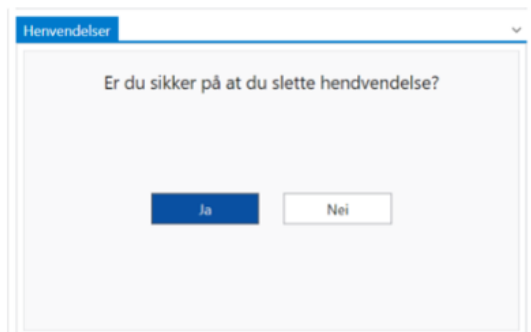 Henvendelser
Er du sikker på at du slette hendvendelse?
Ja Nei